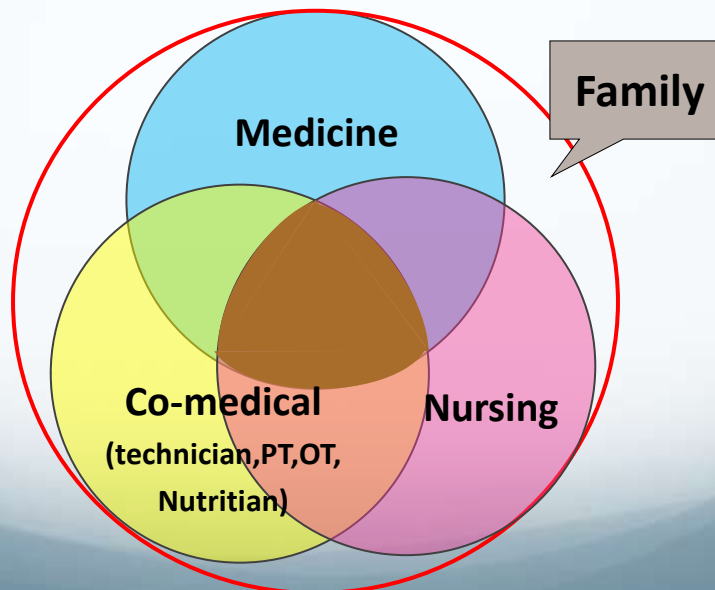 Family
Medicine
Co-medical
(technician,PT,OT,
Nutritian)
Nursing